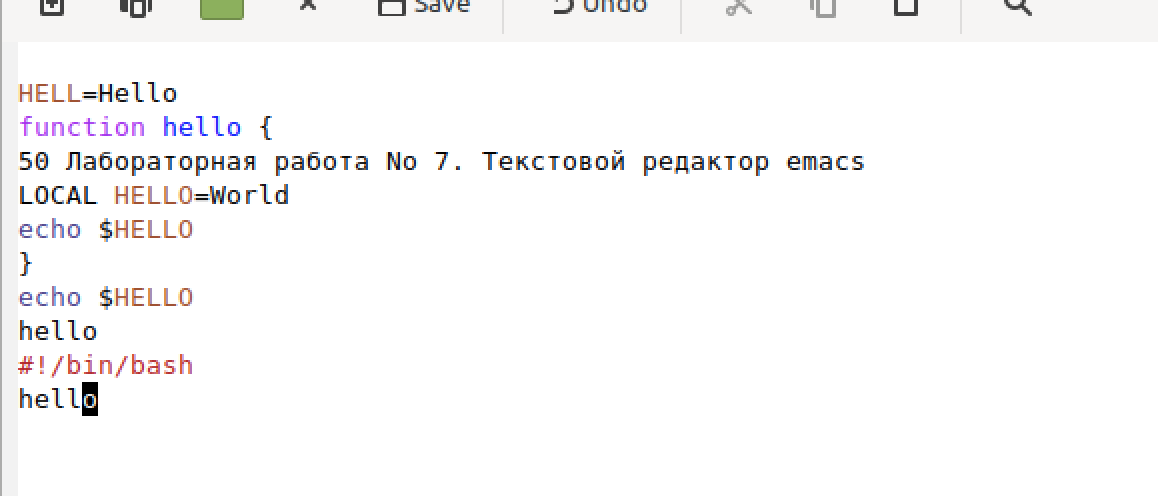 Save Undo
HELL=Hello
function hello {
50 Лабораторная работа No 7. Текстовой редактор emacs
LOCAL HELLO=World
echo $HELLO
}
echo $HELLO
hello
#!/bin/bash
hello